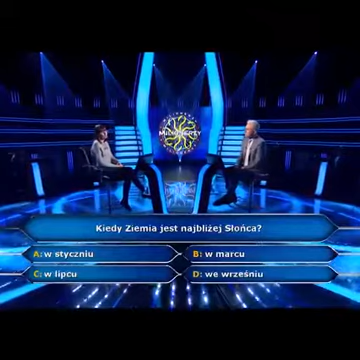 MILIONERZY
Kiedy Ziemia jest najbliżej Słońca?
A: w styczniu
B: w marcu
C: w lipcu
D: we wrześniu